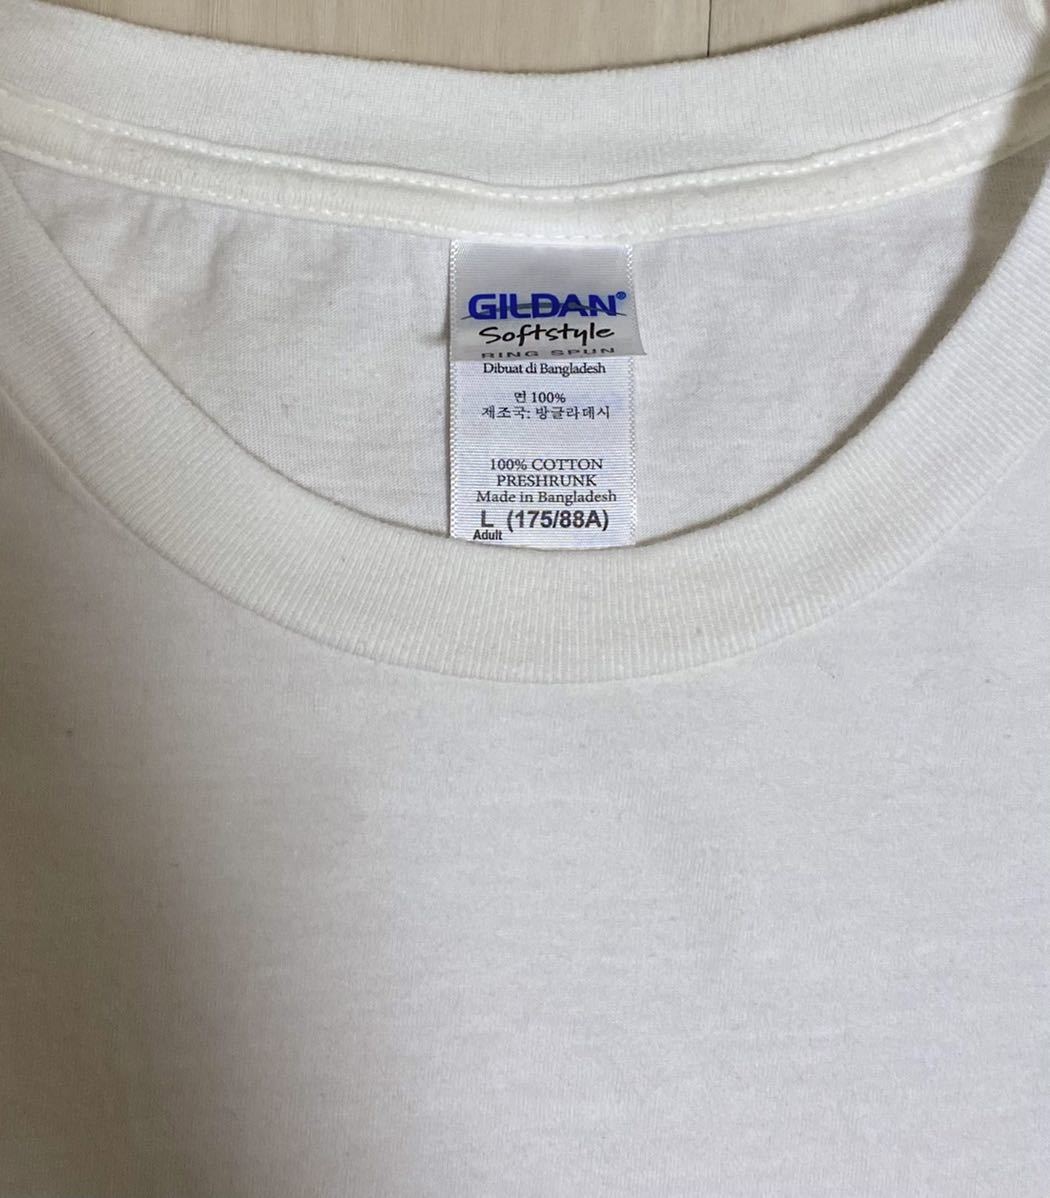 GILDAN®
Softstyle
RING SPUN
Dibuat di Bangladesh
면 100%
제조국: 방글라데시
100% COTTON
PRESHRUNK
Made in Bangladesh
L (175/88A)
Adult